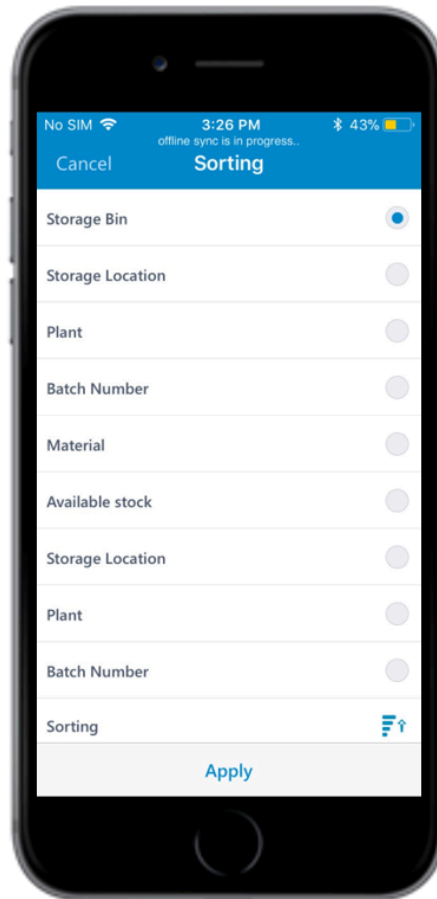 No SIM 3:26 PM 43%
offline sync is in progress..
Cancel Sorting
Storage Bin
Storage Location
Plant
Batch Number
Material
Available stock
Storage Location
Plant
Batch Number
Sorting
Apply